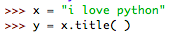 >>> x = "i love python"
>>> y = x.title( )